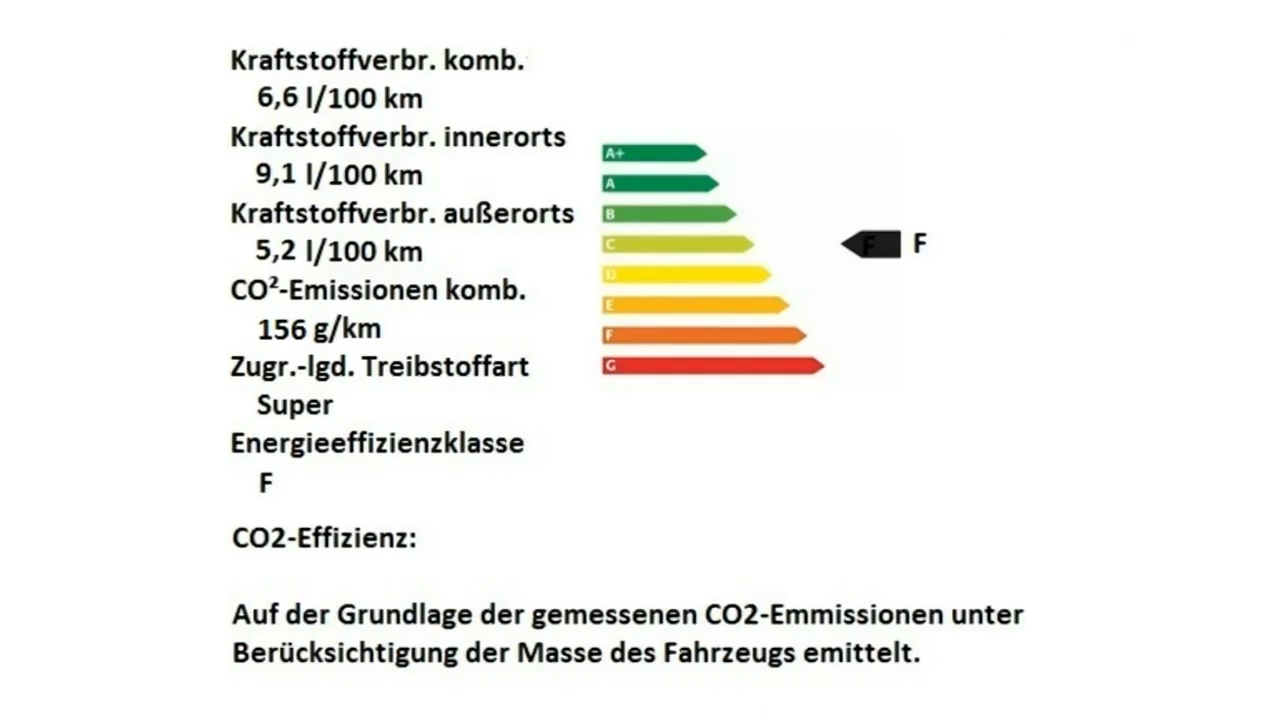 Kraftstoffverbr. komb.
6,6 l/100 km
Kraftstoffverbr. innerorts
9,1 l/100 km
Kraftstoffverbr. außerorts
5,2 l/100 km
CO²-Emissionen komb.
156 g/km
Zugr.-lgd. Treibstoffart
Super
Energieeffizienzklasse
F
A+
A
B
C
D
E
F
G
F F
CO2-Effizienz:
Auf der Grundlage der gemessenen CO2-Emmissionen unter
Berücksichtigung der Masse des Fahrzeugs emittelt.